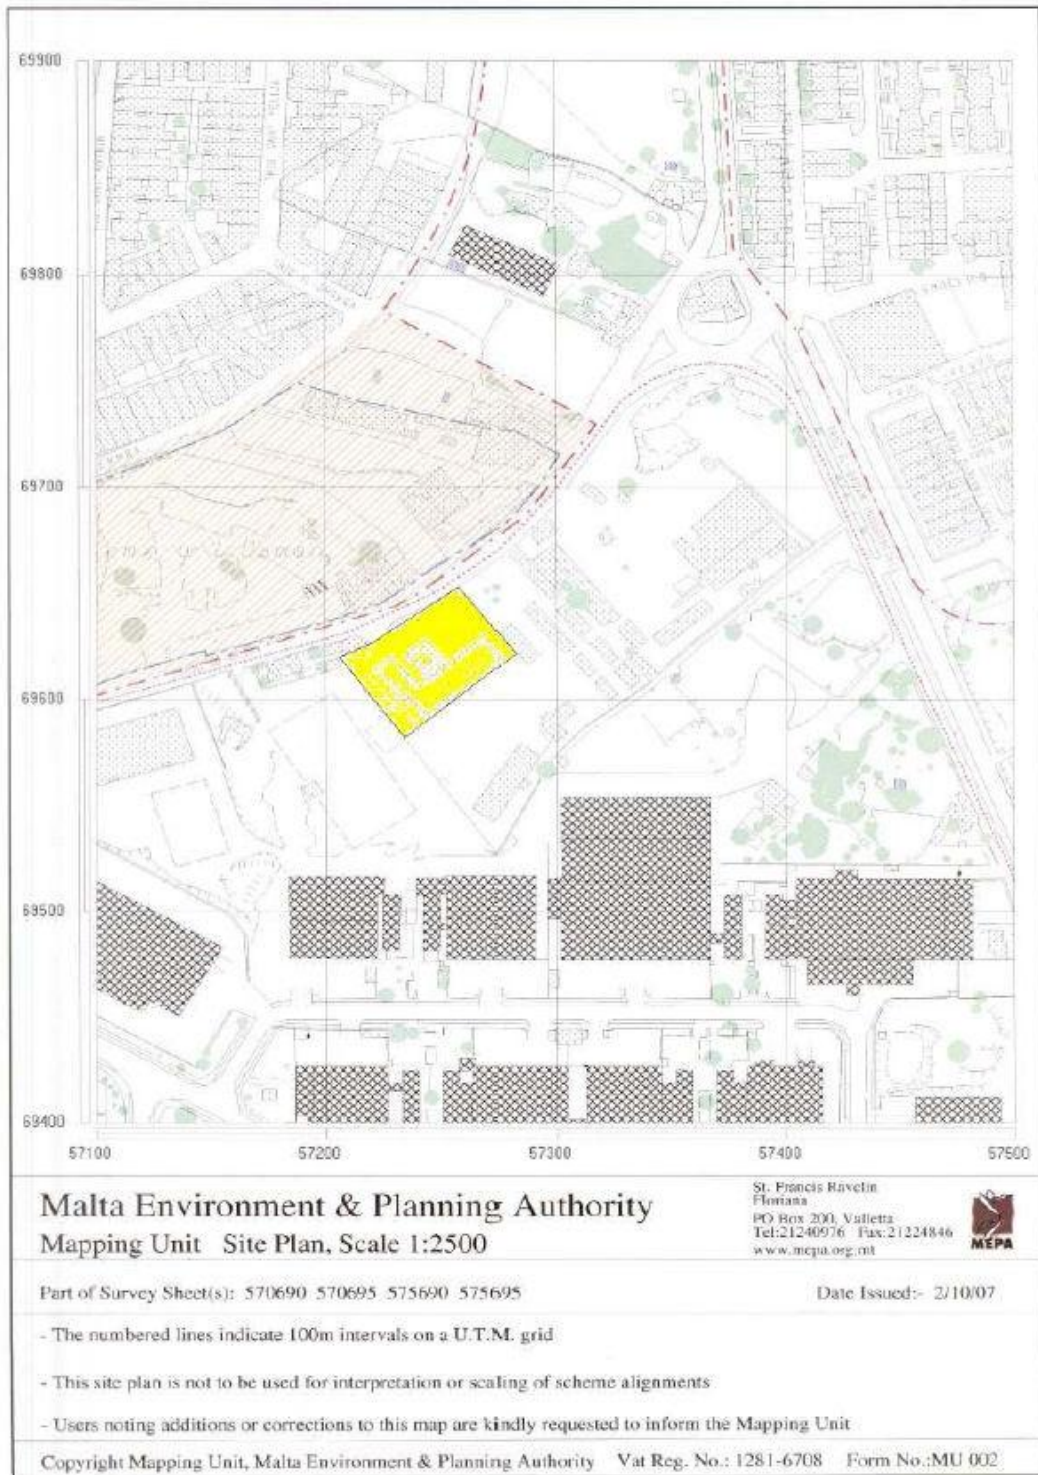 69900
69800
69700
69600
69500
69400
57100 57200 57300 57400 57500
Malta Environment & Planning Authority
Mapping Unit Site Plan, Scale 1:2500
St. Francis Ravelin
Floriana
PO Box 200, Valletta
Tel:21240976 Fax:21224846
www.mepa.org.mt
MEPA
Part of Survey Sheet(s): 570690 570695 575690 575695
Date Issued:- 2/10/07
- The numbered lines indicate 100m intervals on a U.T.M. grid
- This site plan is not to be used for interpretation or scaling of scheme alignments
- Users noting additions or corrections to this map are kindly requested to inform the Mapping Unit
Copyright Mapping Unit, Malta Environment & Planning Authority Vat Reg. No.: 1281-6708 Form No.:MU 002